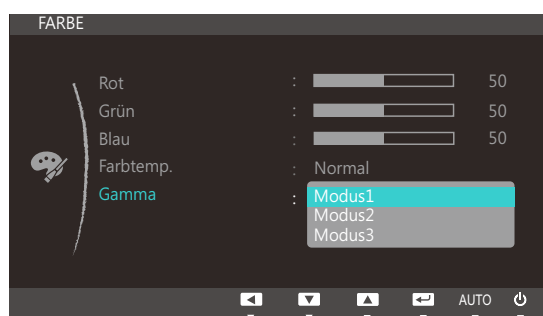 FARBE
Rot : 50
Grün : 50
Blau : 50
Farbtemp. : Normal
Gamma : Modus1
Modus2
Modus3
AUTO